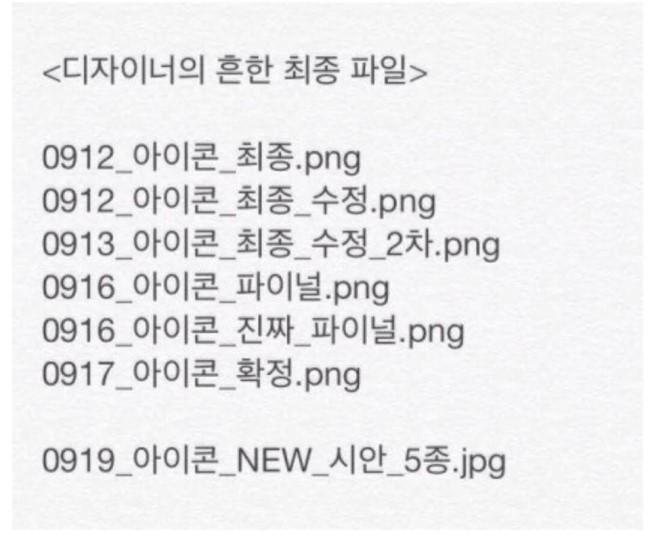 <디자이너의 흔한 최종 파일>
0912_아이콘_최종.png
0912_아이콘_최종_수정.png
0913_아이콘_최종_수정_2차.png
0916_아이콘_파이널.png
0916_아이콘_진짜_파이널.png
0917_아이콘_확정.png
0919_아이콘_NEW_시안_5종.jpg